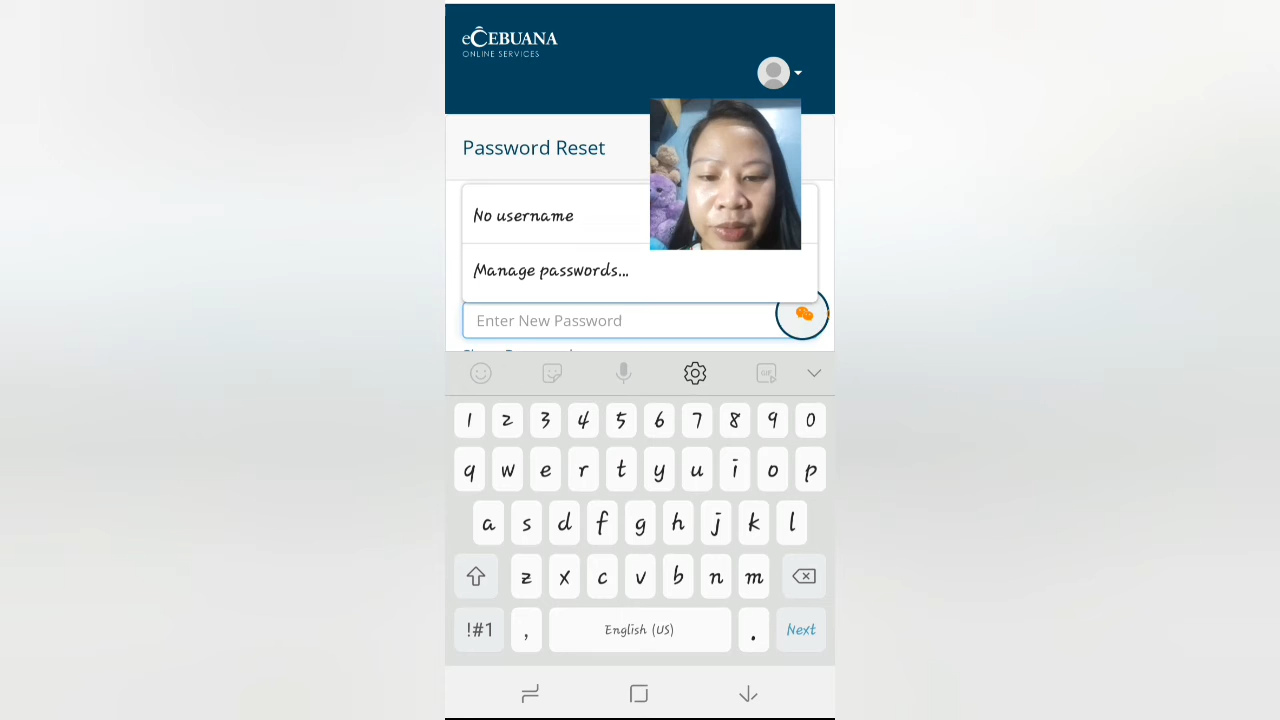 eCEBUANA
ONLINE SERVICES
Password Reset
No username
Manage passwords...
Enter New Password
GIF
1 2 3 4 5 6 7 8 9 0
q w e r t y u i o p
a s d f g h j k l
z x c v b n m
!#1 , English (US) . Next